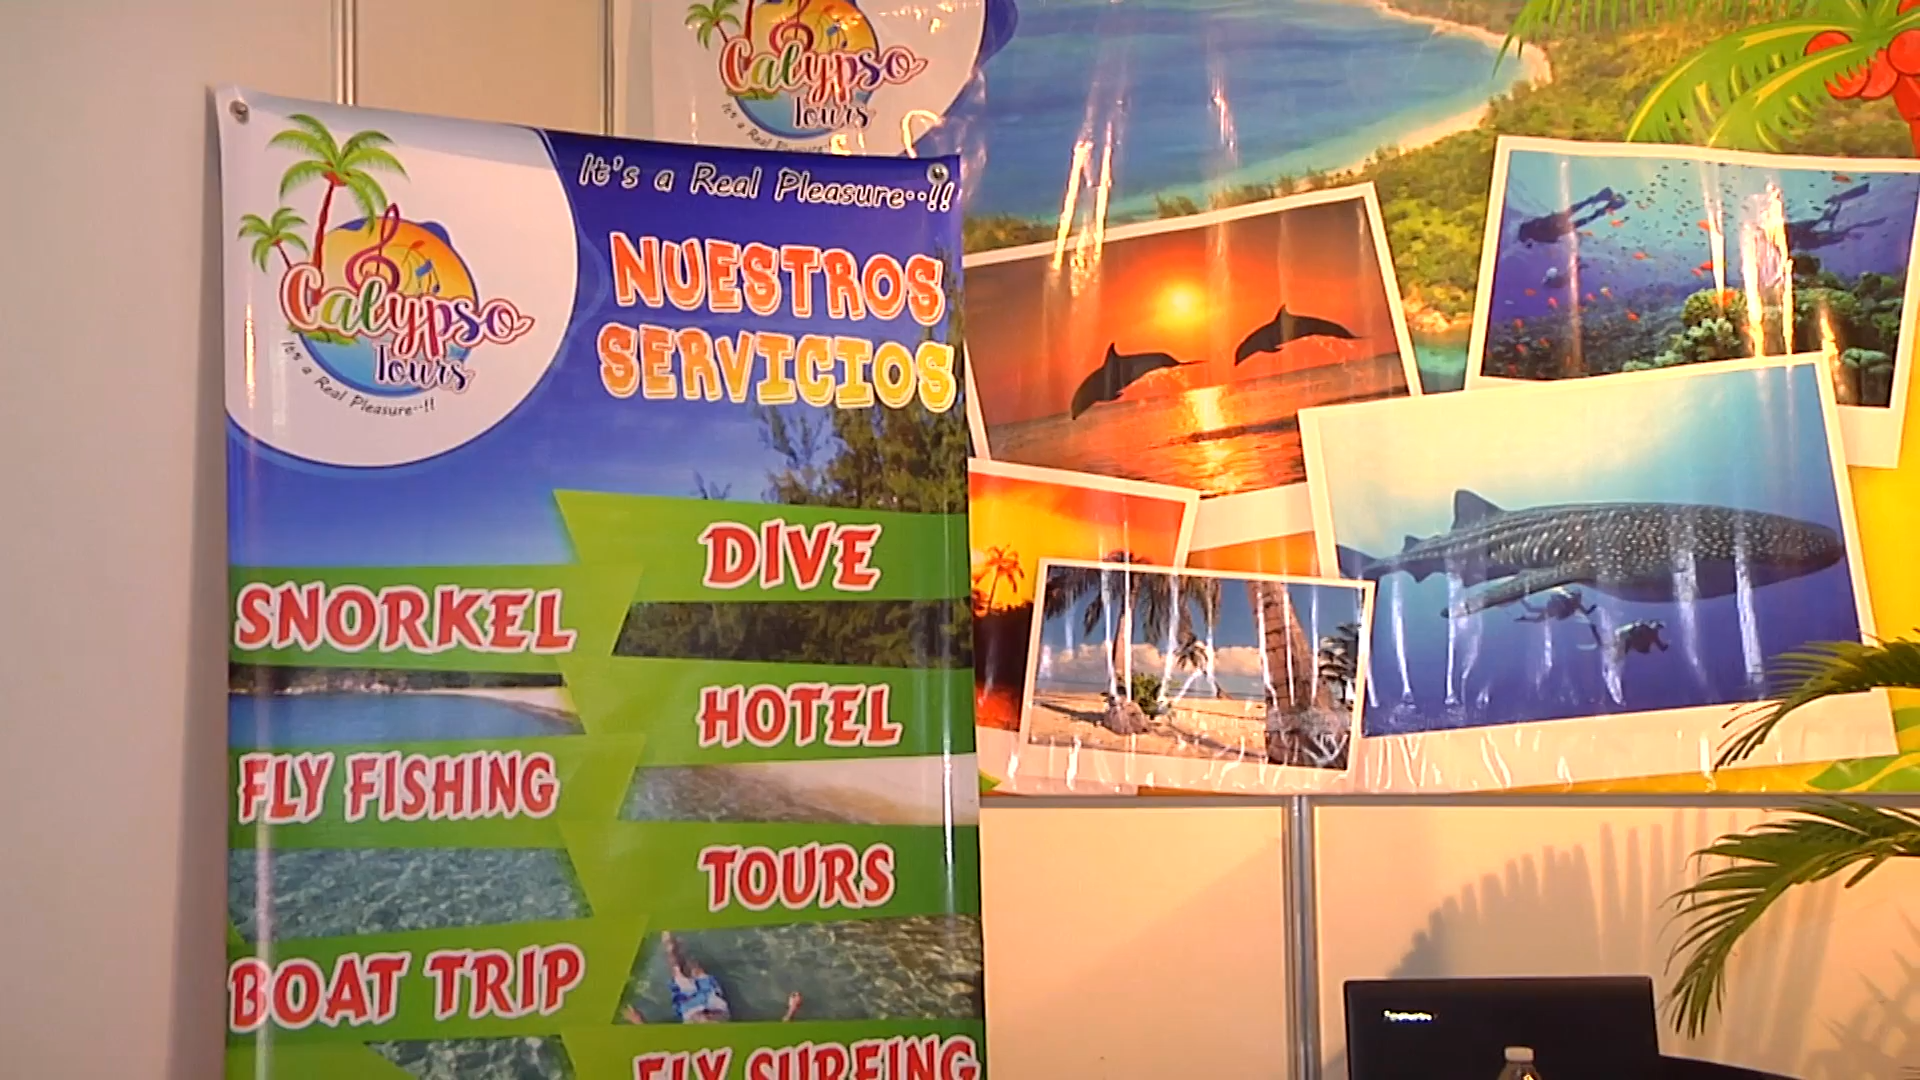 Calypso
Tours
It's a Real Pleasure
It's a Real Pleasure..!!
Calypso
Tours
It's a Real Pleasure..!!
NUESTROS
SERVICIOS
DIVE
SNORKEL
HOTEL
FLY FISHING
TOURS
BOAT TRIP
FLY SURFING